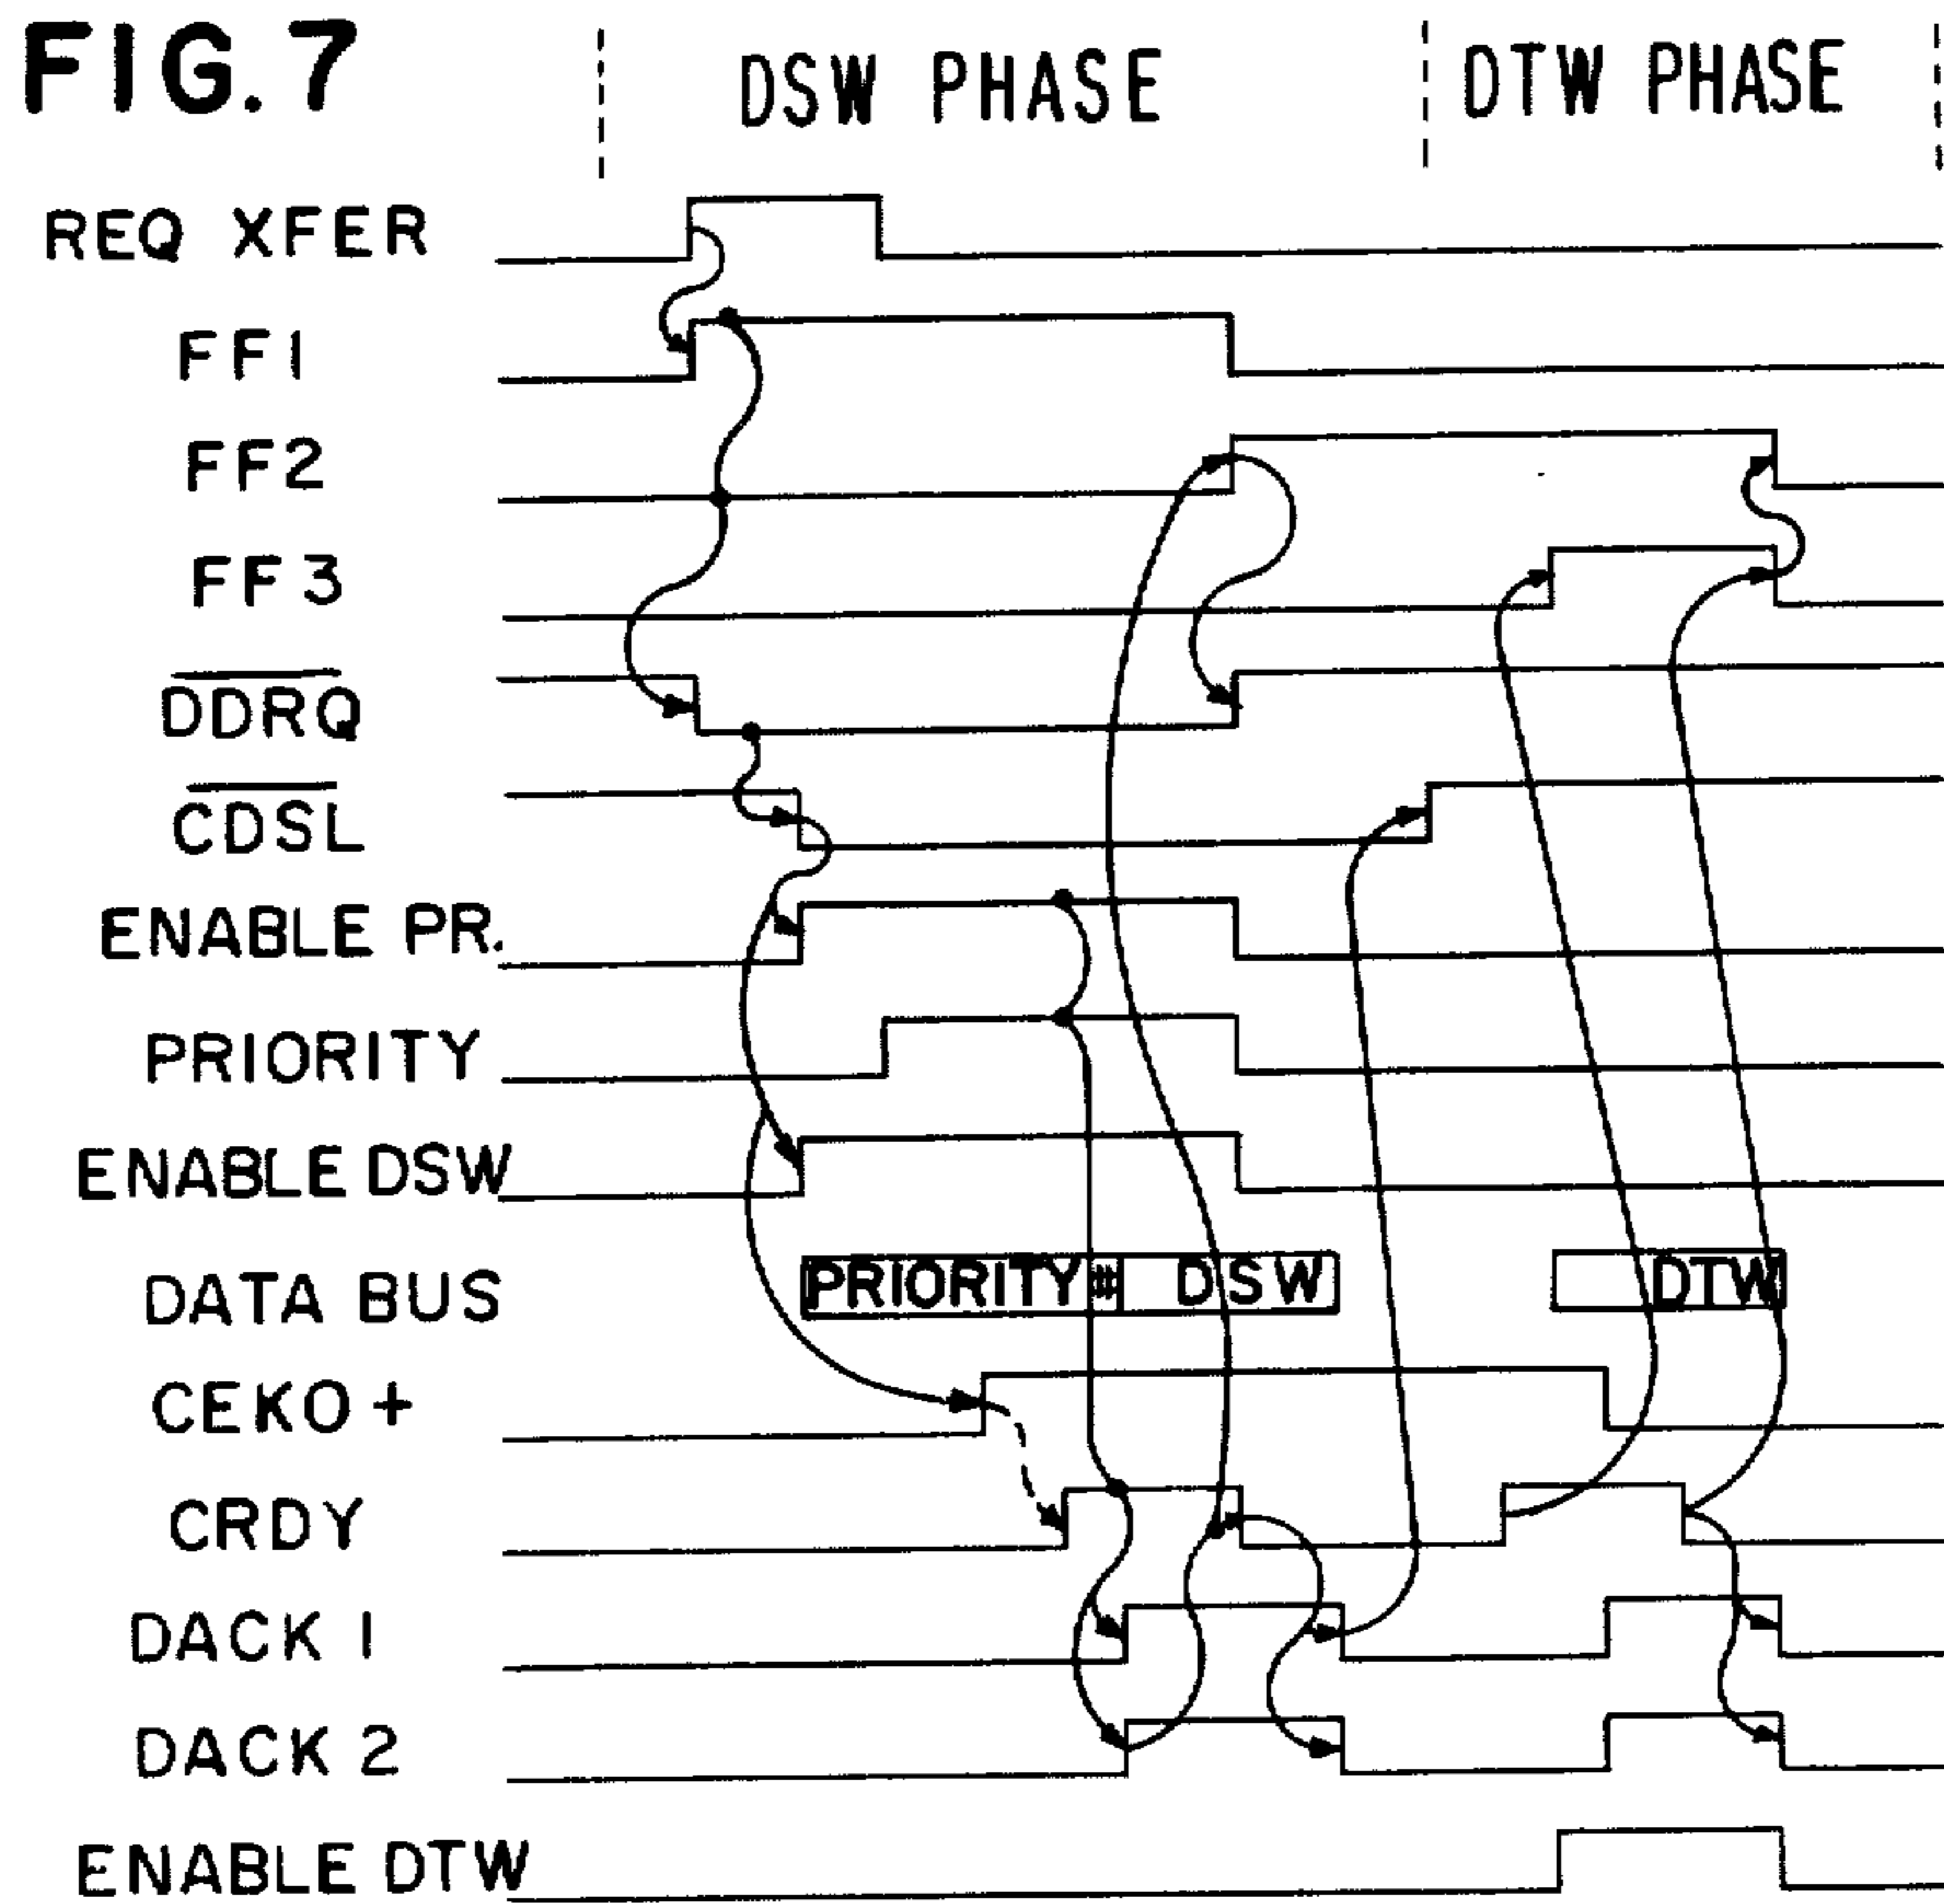 FIG. 7
DSW PHASE
DTW PHASE
REQ XFER
FF1
FF2
FF3
DDRQ
CDSL
ENABLE PR.
PRIORITY
ENABLE DSW
DATA BUS
PRIORITY
DSW
DTW
CEKO +
CRDY
DACK 1
DACK 2
ENABLE DTW